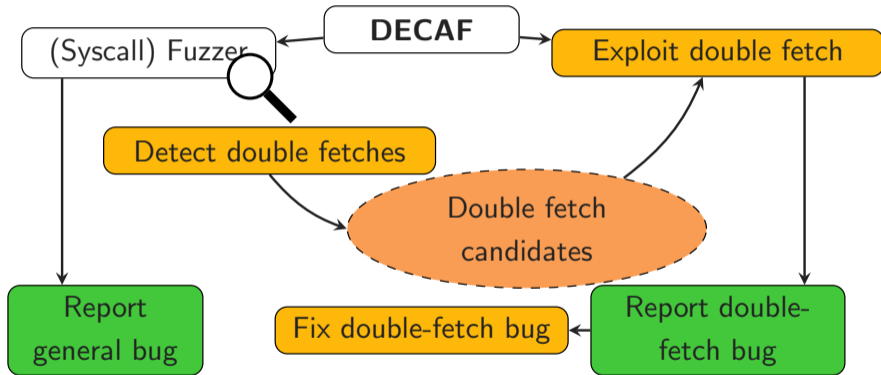 DECAF
(Syscall) Fuzzer
Exploit double fetch
Detect double fetches
Double fetch
candidates
Report
general bug
Fix double-fetch bug
Report double-
fetch bug